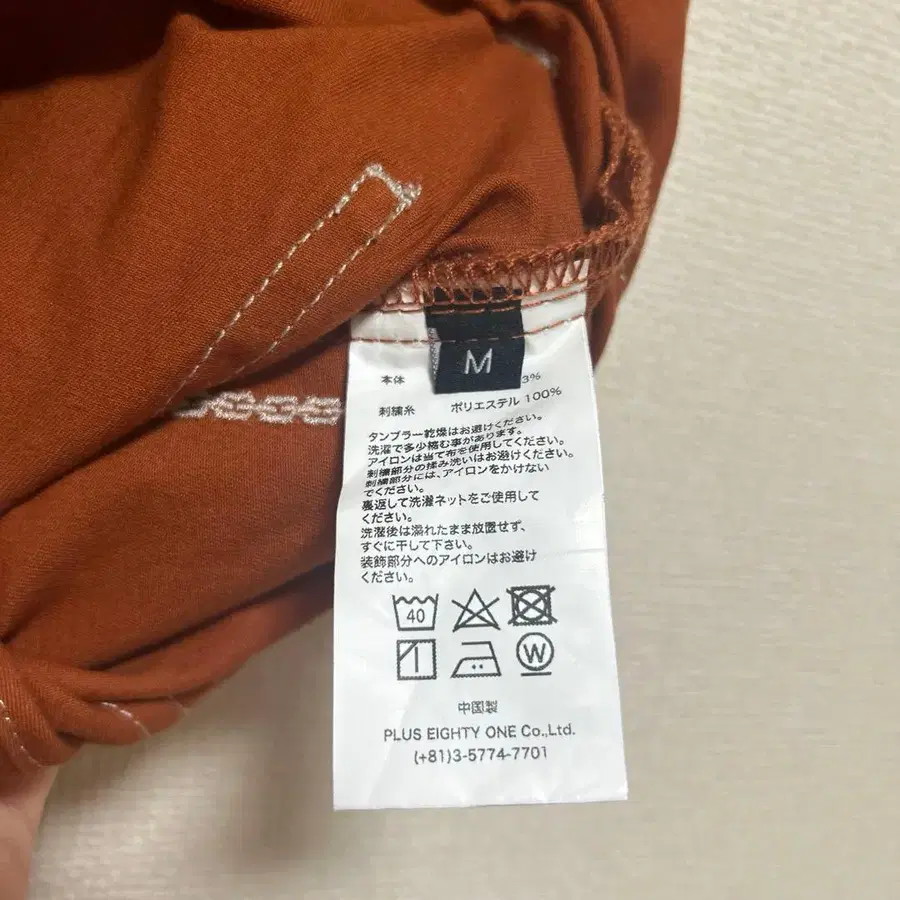 M
本体 3%
刺繍糸 ポリエステル 100%
タンブラー乾燥はお避けください。
洗濯で多少縮む事があります。
アイロンは当て布を使用してください。
刺繍部分の揉み洗いはお避けください。
刺繍部分には、アイロンをかけない
でください。
裏返して洗濯ネットをご使用して
ください。
洗濯後は濡れたまま放置せず、
すぐに干して下さい。
装飾部分へのアイロンはお避け
ください。
40
W
中国製
PLUS EIGHTY ONE Co.,Ltd.
(+81)3-5774-7701